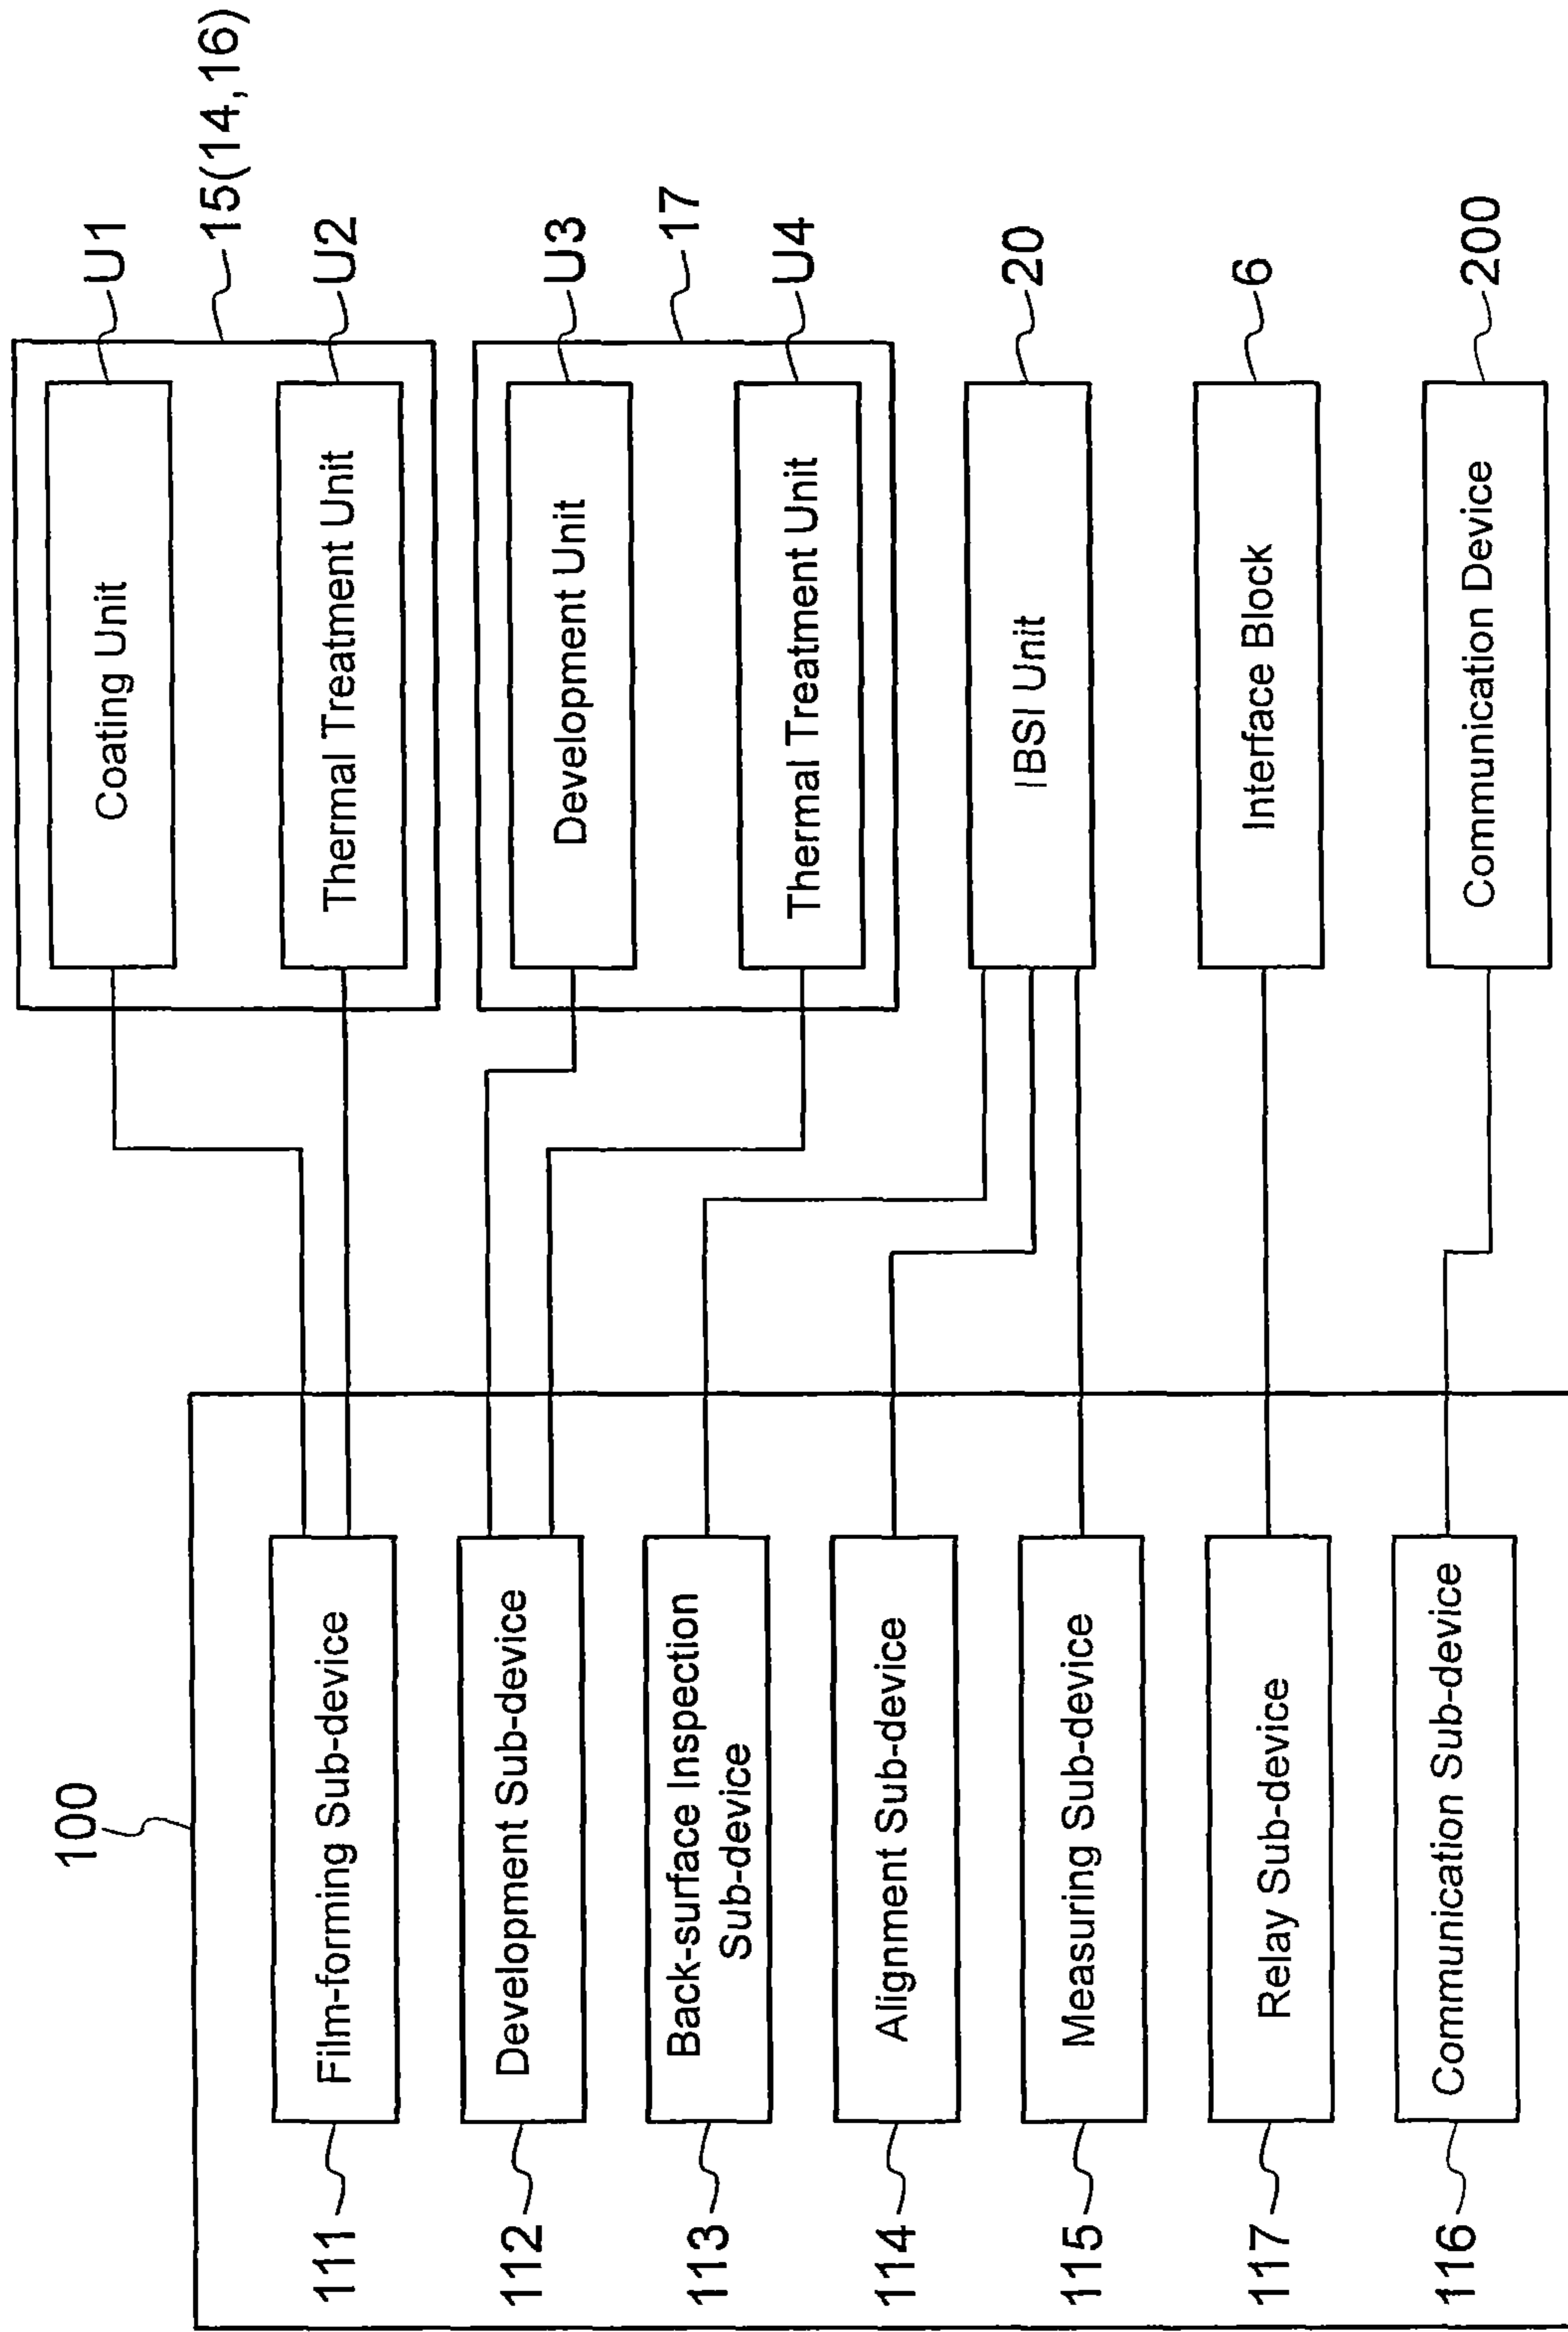 100
111
Film-forming Sub-device
112
Development Sub-device
113
Back-surface Inspection
Sub-device
114
Alignment Sub-device
115
Measuring Sub-device
117
Relay Sub-device
116
Communication Sub-device
Coating Unit
U1
15(14,16)
Thermal Treatment Unit
U2
Development Unit
U3
17
Thermal Treatment Unit
U4
IBSI Unit
20
Interface Block
6
Communication Device
200